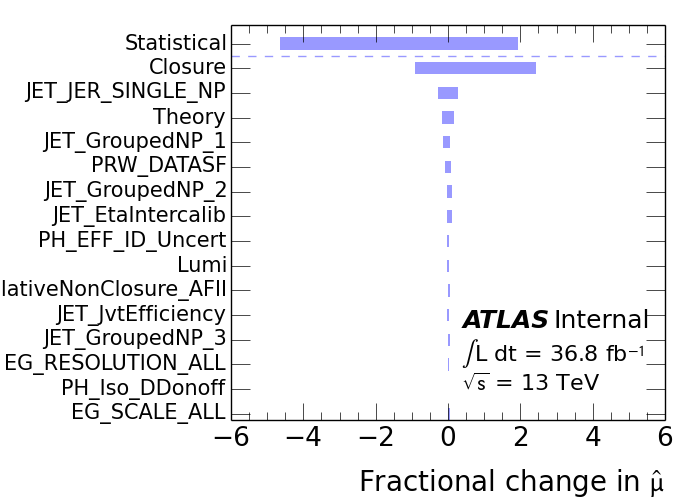 Statistical
Closure
JET_JER_SINGLE_NP
Theory
JET_GroupedNP_1
PRW_DATASF
JET_GroupedNP_2
JET_EtaIntercalib
PH_EFF_ID_Uncert
Lumi
lativeNonClosure_AFII
JET_JvtEfficiency
JET_GroupedNP_3
EG_RESOLUTION_ALL
PH_Iso_DDonoff
EG_SCALE_ALL
ATLAS Internal
∫L dt = 36.8 fb⁻¹
√s = 13 TeV
−6 −4 −2 0 2 4 6
Fractional change in μ̂